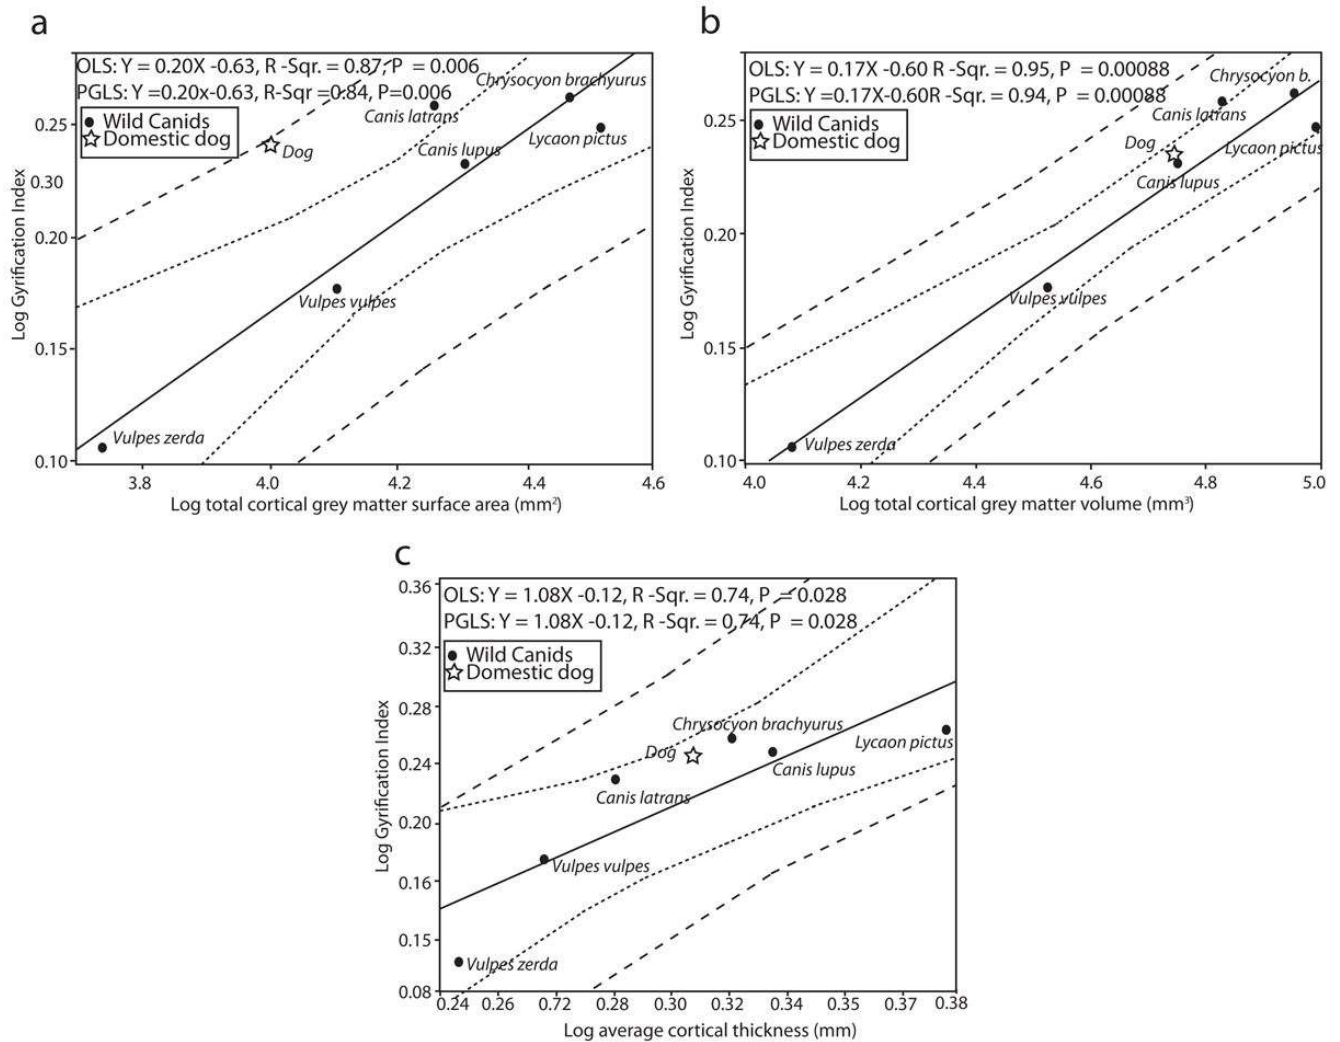 a
OLS: Y = 0.20X -0.63, R -Sqr. = 0.87, P = 0.006
PGLS: Y =0.20x-0.63, R-Sqr =0.84, P=0.006
Wild Canids
Domestic dog
Chrysocyon brachyurus
Canis latrans
Lycaon pictus
Dog
Canis lupus
Vulpes vulpes
Vulpes zerda
Log Gyrification Index
0.25
0.30
0.20
0.15
0.10
3.8
4.0
4.2
4.4
4.6
Log total cortical grey matter surface area (mm²)
b
OLS: Y = 0.17X -0.60 R -Sqr. = 0.95, P = 0.00088
PGLS: Y =0.17X-0.60R -Sqr. = 0.94, P = 0.00088
Wild Canids
Domestic dog
Chrysocyon b.
Canis latrans
Dog
Lycaon pictus
Canis lupus
Vulpes vulpes
Vulpes zerda
Log Gyrification Index
0.25
0.20
0.15
0.10
4.0
4.2
4.4
4.6
4.8
5.0
Log total cortical grey matter volume (mm³)
c
OLS: Y = 1.08X -0.12, R -Sqr. = 0.74, P = 0.028
PGLS: Y = 1.08X -0.12, R -Sqr. = 0.74, P = 0.028
Wild Canids
Domestic dog
Chrysocyon brachyurus
Dog
Lycaon pictus
Canis lupus
Canis latrans
Vulpes vulpes
Vulpes zerda
Log Gyrification Index
0.36
0.32
0.28
0.24
0.20
0.16
0.15
0.08
0.24
0.26
0.72
0.28
0.30
0.32
0.34
0.35
0.37
0.38
Log average cortical thickness (mm)